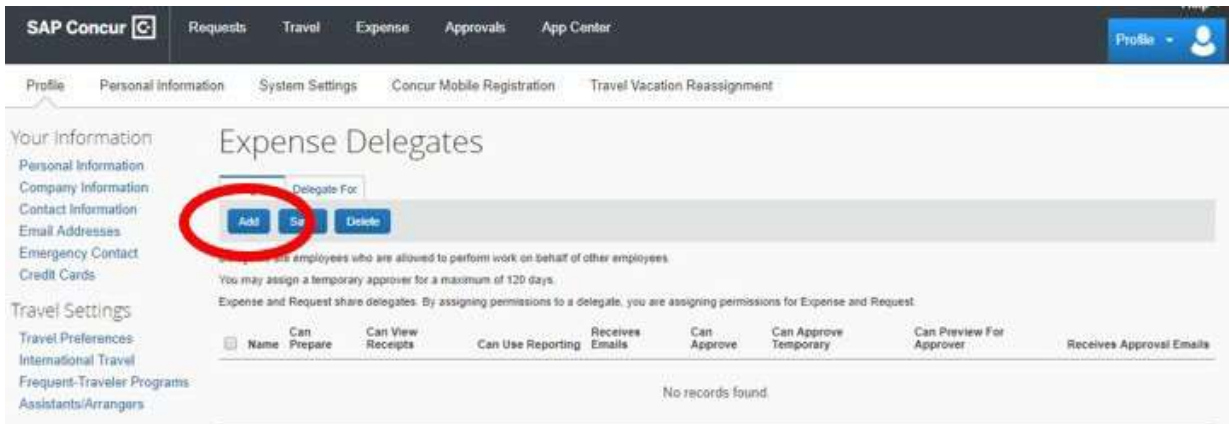 SAP Concur C
Requests Travel Expense Approvals App Center
Profile
Profile Personal Information System Settings Concur Mobile Registration Travel Vacation Reassignment
Your Information
Personal Information
Company Information
Contact Information
Email Addresses
Emergency Contact
Credit Cards
Travel Settings
Travel Preferences
International Travel
Frequent-Traveler Programs
Assistants/Arrangers
Expense Delegates
Delegate For
Add Delete
employees who are allowed to perform work on behalf of other employees.
You may assign a temporary approver for a maximum of 120 days.
Expense and Request share delegates. By assigning permissions to a delegate, you are assigning permissions for Expense and Request.
Name Can Prepare Can View Receipts Can Use Reporting Receives Emails Can Approve Can Approve Temporary Can Preview For Approver Receives Approval Emails
No records found.